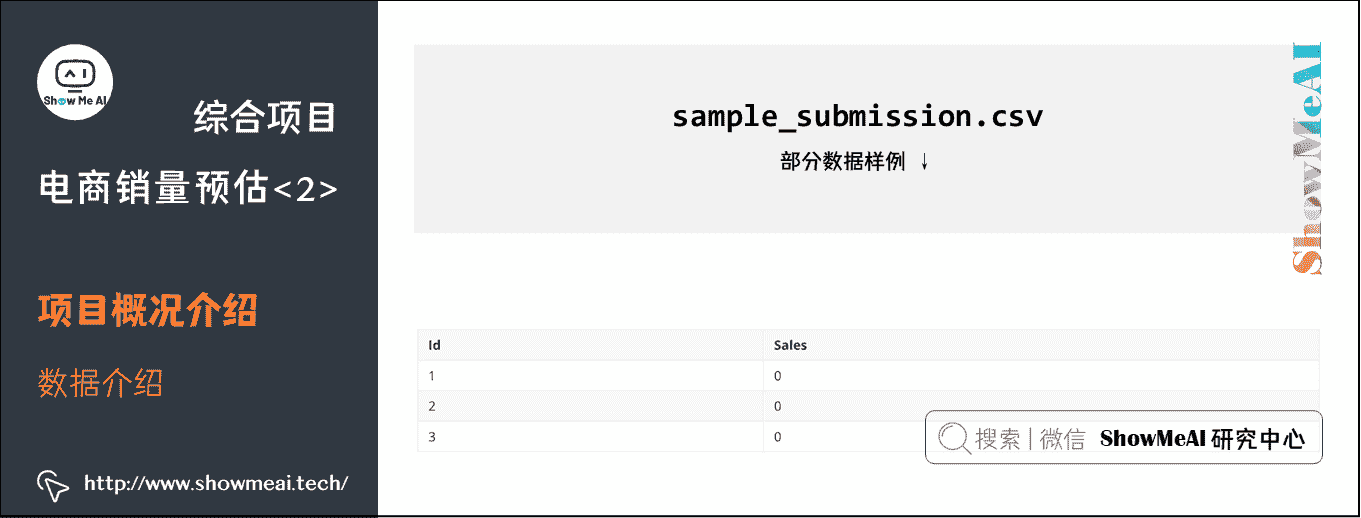 Show Me AI
综合项目
电商销量预估<2>
项目概况介绍
数据介绍
http://www.showmeai.tech/
sample_submission.csv
部分数据样例 ↓
ShowMeAI
Id Sales
1 0
2 0
3 0
搜索 | 微信 ShowMeAI 研究中心